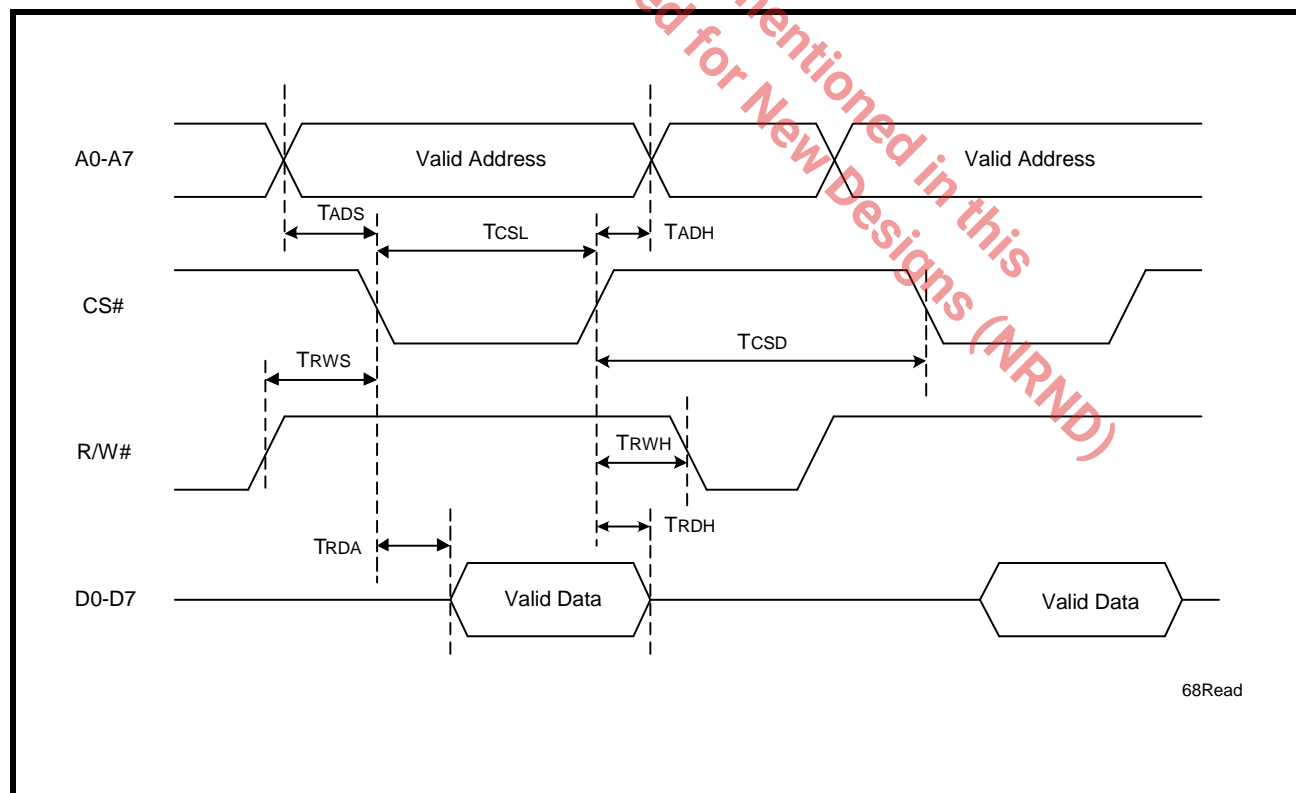 mentioned in this
ed for New Designs (NRND)
A0-A7
Valid Address
Valid Address
TADS
TCSL
TADH
CS#
TCSD
TRWS
R/W#
TRWH
TRDH
TRDA
D0-D7
Valid Data
Valid Data
68Read